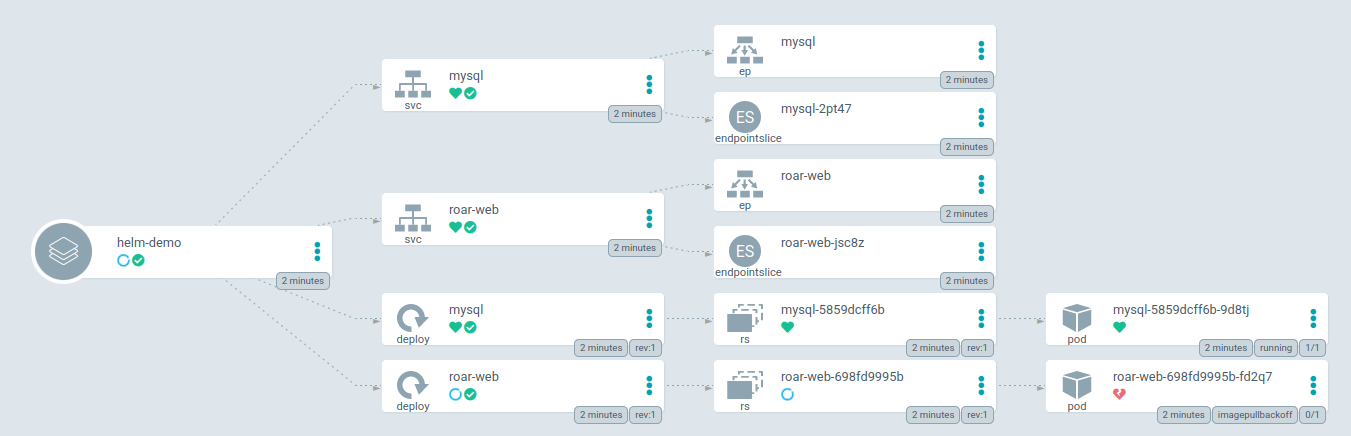 helm-demo
2 minutes
mysql
svc
2 minutes
roar-web
svc
2 minutes
mysql
deploy
2 minutes rev:1
roar-web
deploy
2 minutes rev:1
mysql
ep
2 minutes
ES
mysql-2pt47
endpointslice
2 minutes
roar-web
ep
2 minutes
ES
roar-web-jsc8z
endpointslice
2 minutes
mysql-5859dcff6b
rs
2 minutes rev:1
roar-web-698fd9995b
rs
2 minutes rev:1
mysql-5859dcff6b-9d8tj
pod
2 minutes running 1/1
roar-web-698fd9995b-fd2q7
pod
2 minutes imagepullbackoff 0/1